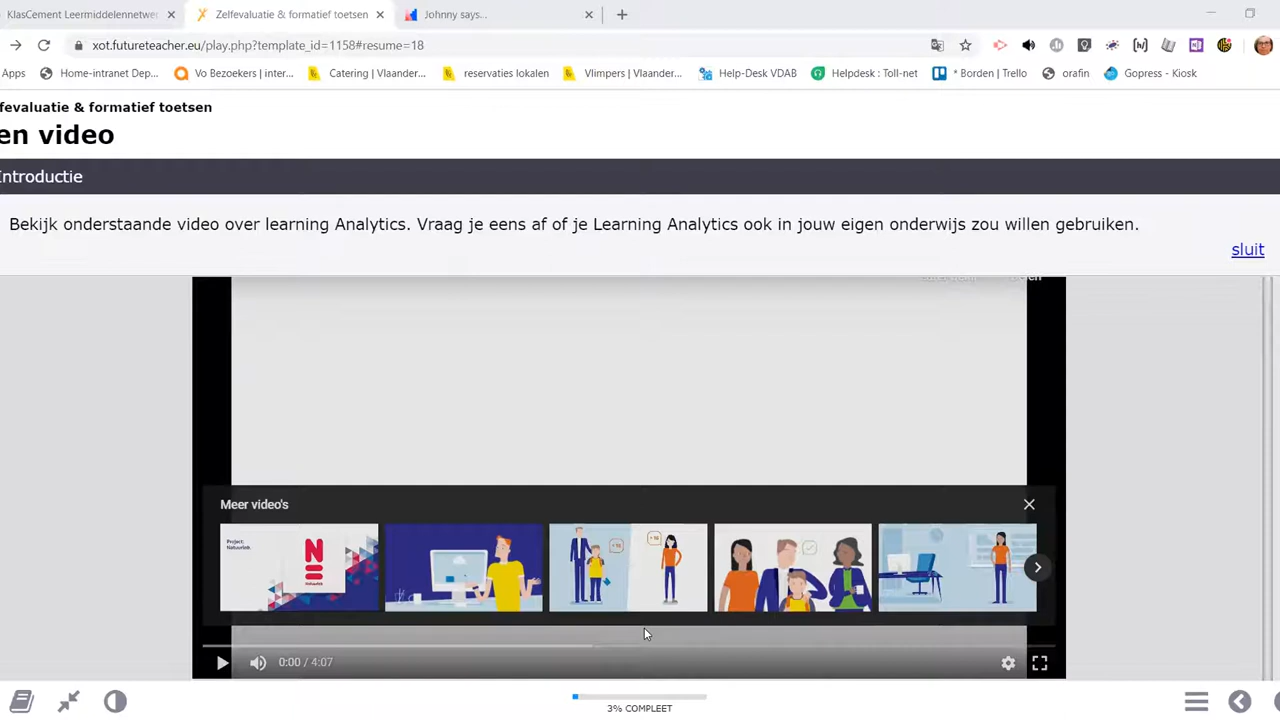 KlasCement Leermiddelennetwe
Zelfevaluatie & formatief toetsen
Johnny says...
xot.futureteacher.eu/play.php?template_id=1158#resume=18
Apps
Home-intranet Dep...
Vo Bezoekers | inter...
Catering | Vlaander...
reservaties lokalen
Vlimpers | Vlaander...
Help-Desk VDAB
Helpdesk : Toll-net
* Borden | Trello
orafin
Gopress - Kiosk
fevaluatie & formatief toetsen
en video
Introductie
Bekijk onderstaande video over learning Analytics. Vraag je eens af of je Learning Analytics ook in jouw eigen onderwijs zou willen gebruiken.
sluit
Meer video's
Project:
0:00 / 4:07
3% COMPLEET